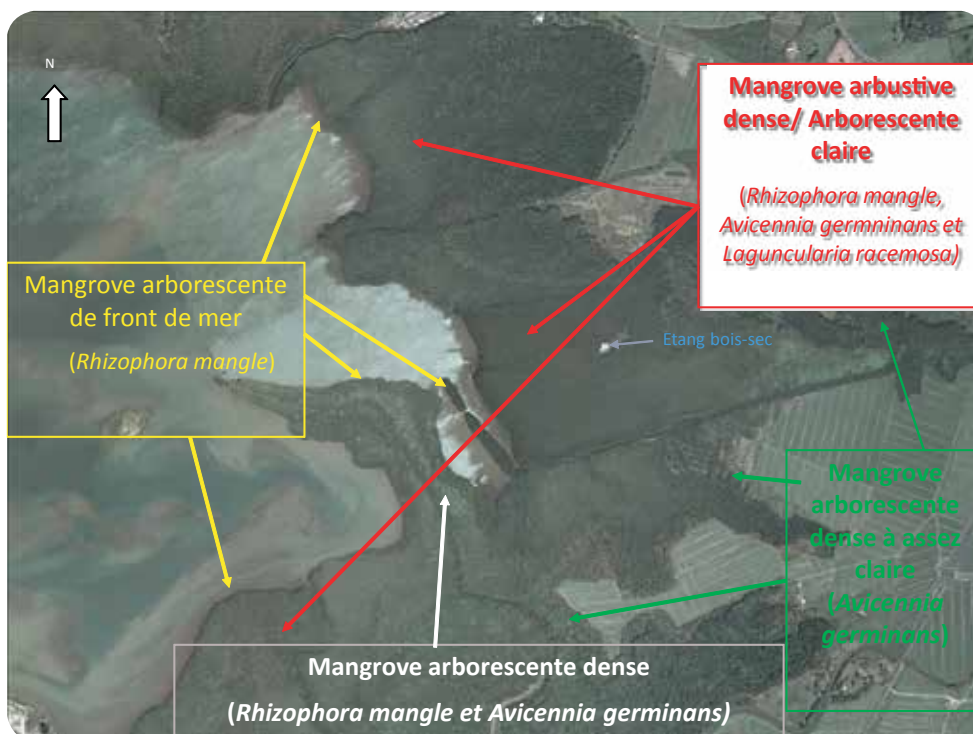 N
Mangrove arbustive
dense/ Arborescente
claire
(Rhizophora mangle,
Avicennia germninans et
Laguncularia racemosa)
Mangrove arborescente
de front de mer
(Rhizophora mangle)
Etang bois-sec
Mangrove
arborescente
dense à assez
claire
(Avicennia
germinans)
Mangrove arborescente dense
(Rhizophora mangle et Avicennia germinans)